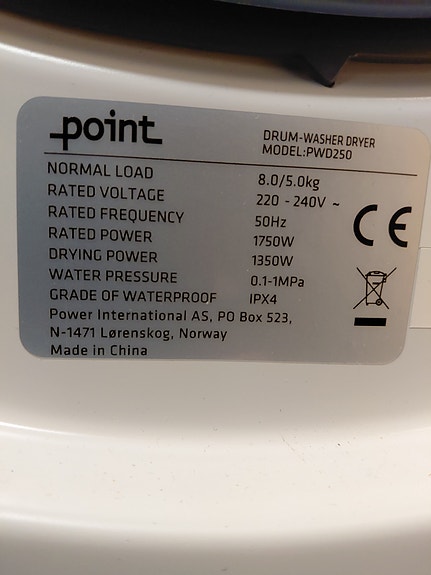 point
DRUM-WASHER DRYER
MODEL:PWD250
NORMAL LOAD 8.0/5.0kg
RATED VOLTAGE 220 - 240V ~
RATED FREQUENCY 50Hz
RATED POWER 1750W
DRYING POWER 1350W
WATER PRESSURE 0.1-1MPa
GRADE OF WATERPROOF IPX4
Power International AS, PO Box 523,
N-1471 Lørenskog, Norway
Made in China
CE